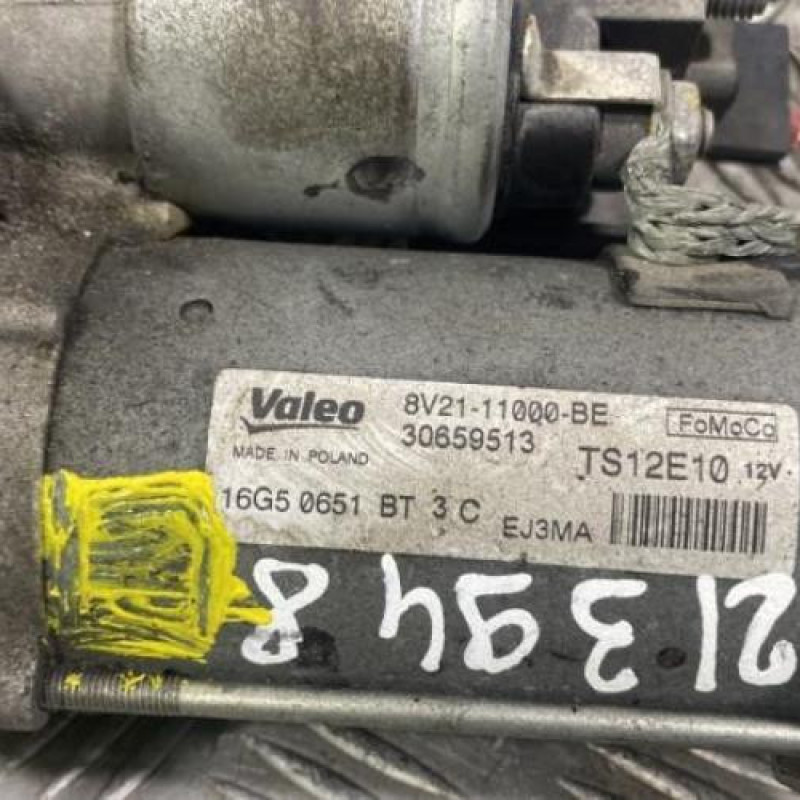 Valeo 8V21-11000-BE FoMoCo
30659513
MADE IN POLAND TS12E10 12V
16G5 0651 BT 3 C EJ3MA
21394 8